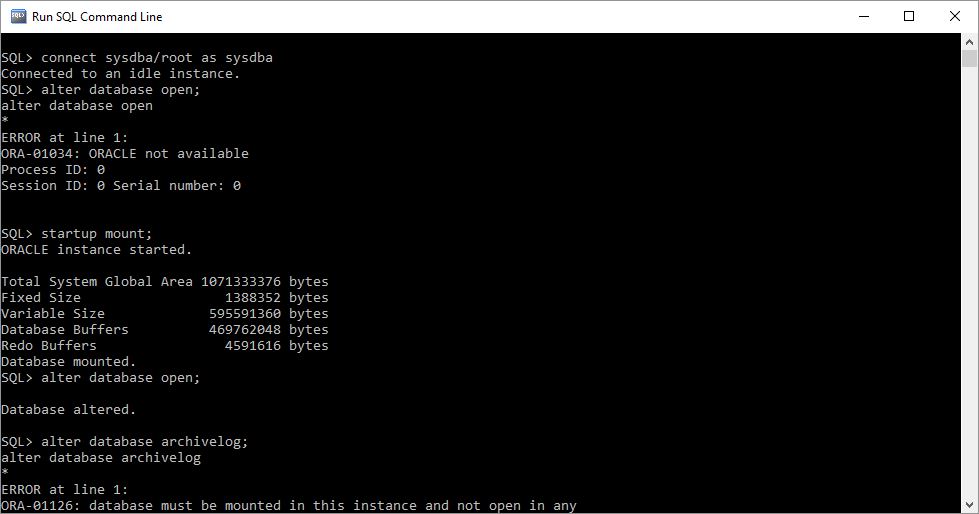 Run SQL Command Line
SQL> connect sysdba/root as sysdba
Connected to an idle instance.
SQL> alter database open;
alter database open
*
ERROR at line 1:
ORA-01034: ORACLE not available
Process ID: 0
Session ID: 0 Serial number: 0
SQL> startup mount;
ORACLE instance started.
Total System Global Area 1071333376 bytes
Fixed Size                  1388352 bytes
Variable Size             595591360 bytes
Database Buffers          469762048 bytes
Redo Buffers                4591616 bytes
Database mounted.
SQL> alter database open;
Database altered.
SQL> alter database archivelog;
alter database archivelog
*
ERROR at line 1:
ORA-01126: database must be mounted in this instance and not open in any